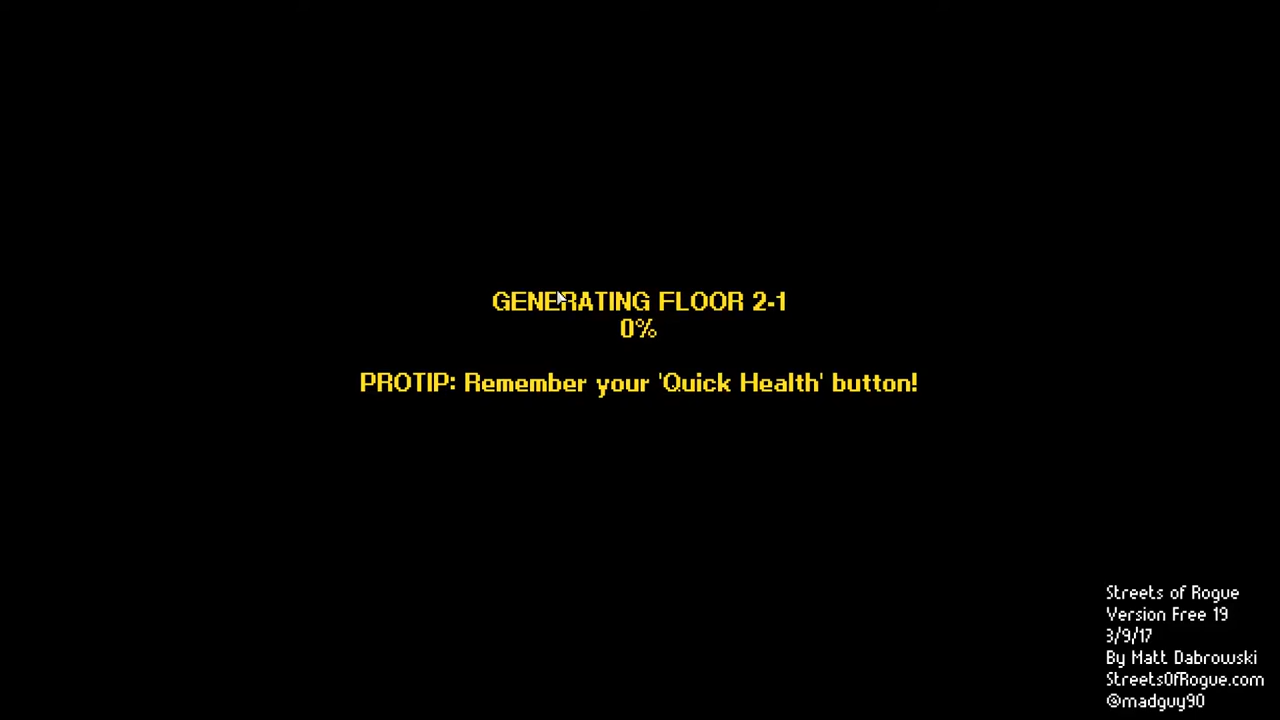 GENERATING FLOOR 2-1
0%
PROTIP: Remember your 'Quick Health' button!
Streets of Rogue
Version Free 19
3/9/17
By Matt Dabrowski
StreetsOfRogue.com
@madguy90